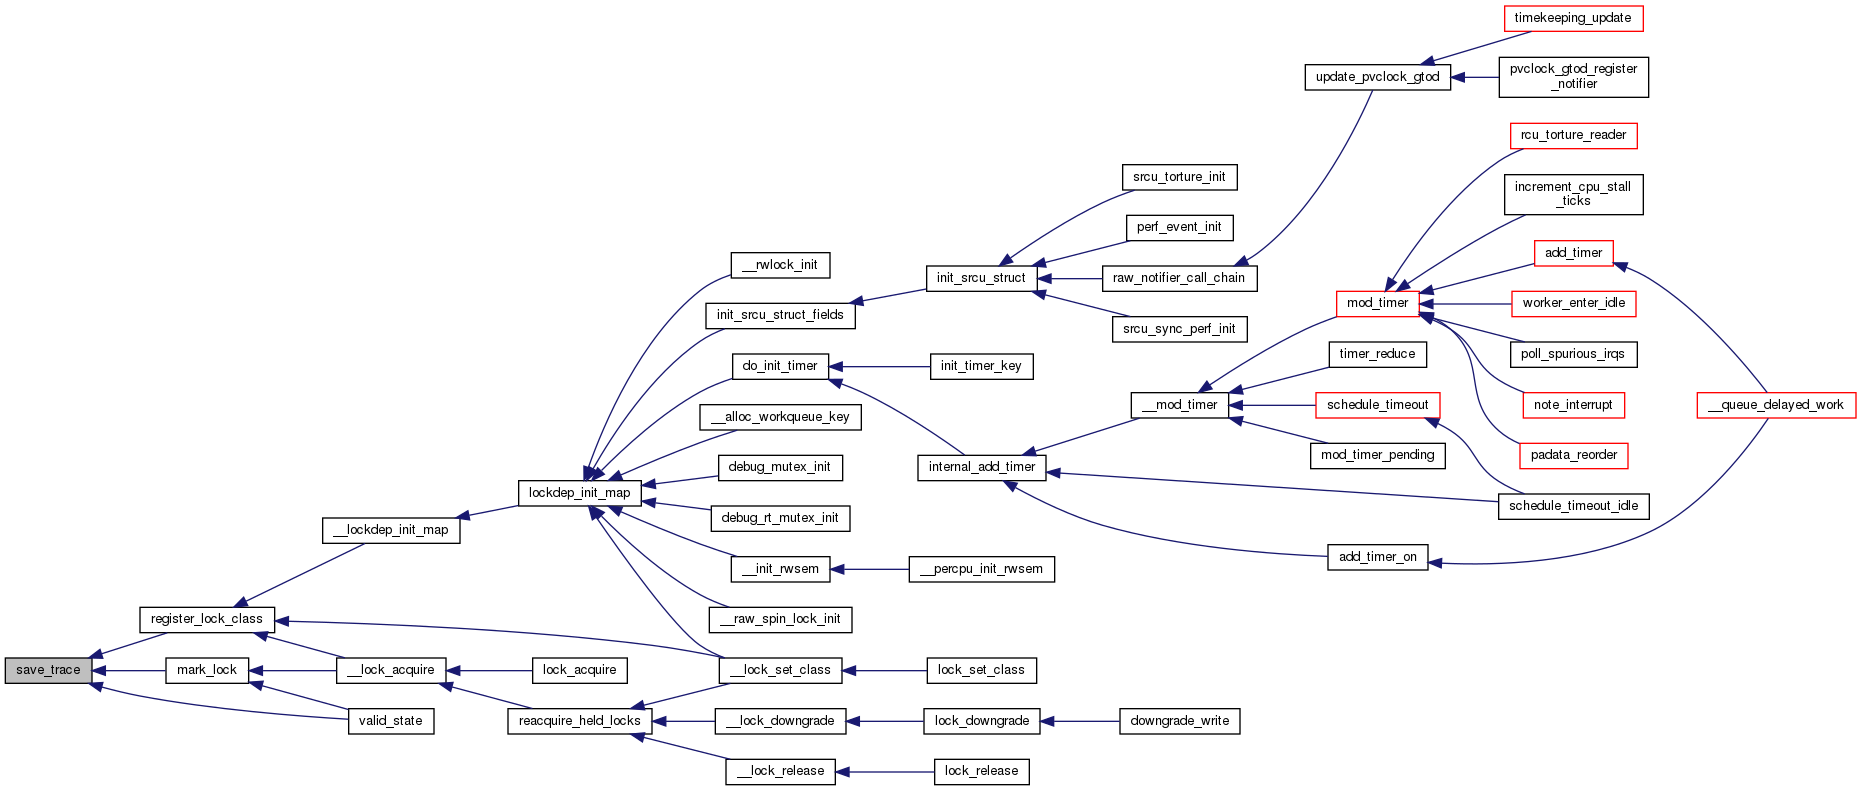 timekeeping_update
update_pvclock_gtod
pvclock_gtod_register
_notifier
rcu_torture_reader
srcu_torture_init
increment_cpu_stall
_ticks
perf_event_init
add_timer
__rwlock_init
init_srcu_struct
raw_notifier_call_chain
mod_timer
worker_enter_idle
init_srcu_struct_fields
srcu_sync_perf_init
timer_reduce
poll_spurious_irqs
do_init_timer
init_timer_key
__mod_timer
schedule_timeout
note_interrupt
__queue_delayed_work
__alloc_workqueue_key
mod_timer_pending
padata_reorder
debug_mutex_init
internal_add_timer
lockdep_init_map
schedule_timeout_idle
debug_rt_mutex_init
__lockdep_init_map
add_timer_on
__init_rwsem
__percpu_init_rwsem
register_lock_class
__raw_spin_lock_init
save_trace
mark_lock
__lock_acquire
lock_acquire
__lock_set_class
lock_set_class
valid_state
reacquire_held_locks
__lock_downgrade
lock_downgrade
downgrade_write
__lock_release
lock_release